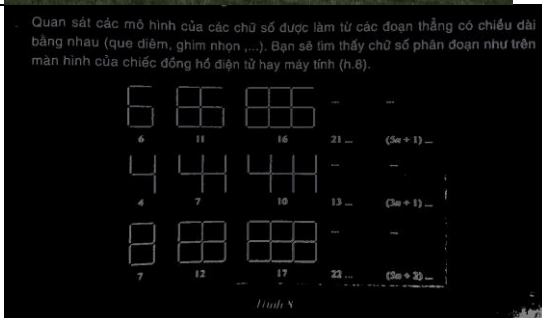 Quan sát các mô hình của các chữ số được làm từ các đoạn thẳng có chiều dài
bằng nhau (que diêm, ghim nhọn ,...). Bạn sẽ tìm thấy chữ số phân đoạn như trên
màn hình của chiếc đồng hồ điện tử hay máy tính (h.8).
... ...
6 11 16 21 ... (5n + 1) ...
... ...
4 7 10 13 ... (3n + 1) ...
... ...
7 12 17 22 ... (5n + 2) ...
Hình 8